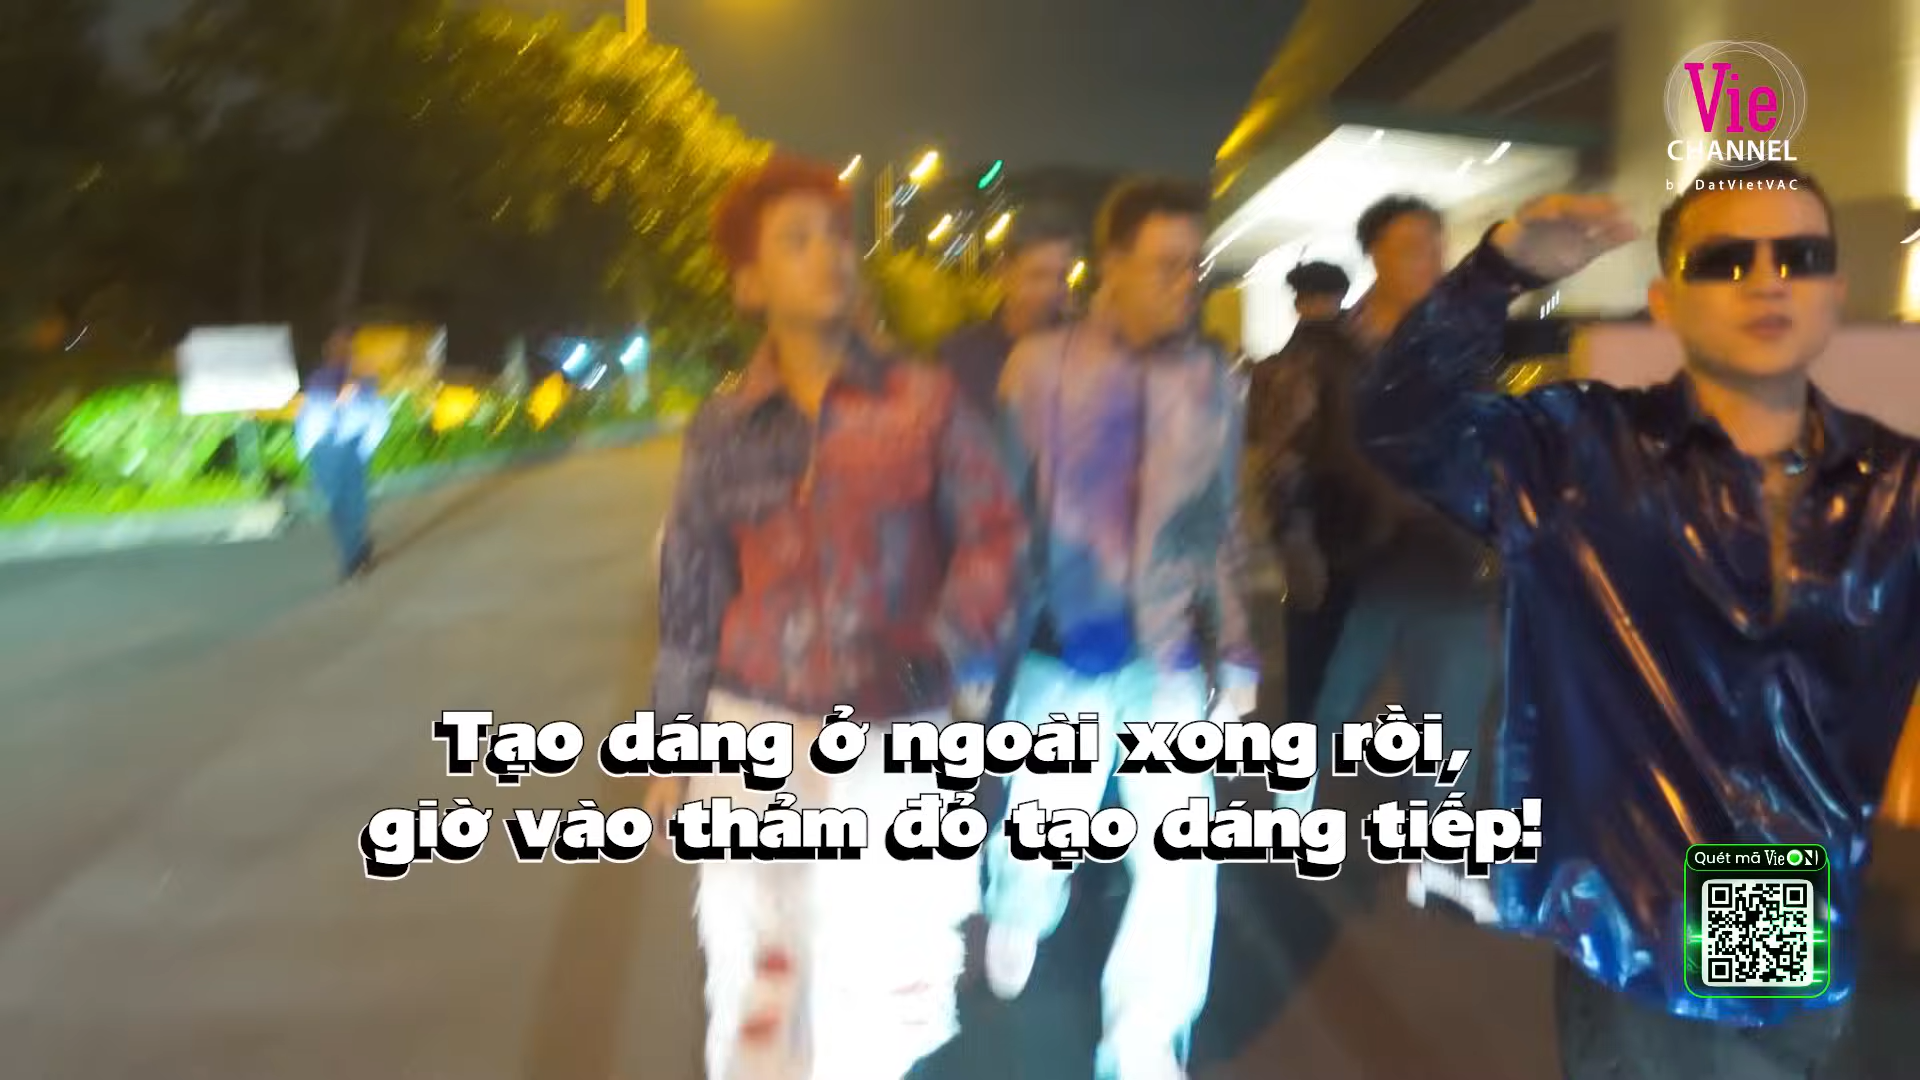 Vie
CHANNEL
by DatVietVAC
Tạo dáng ở ngoài xong rồi,
giờ vào thảm đỏ tạo dáng tiếp!
Quét mã VieON